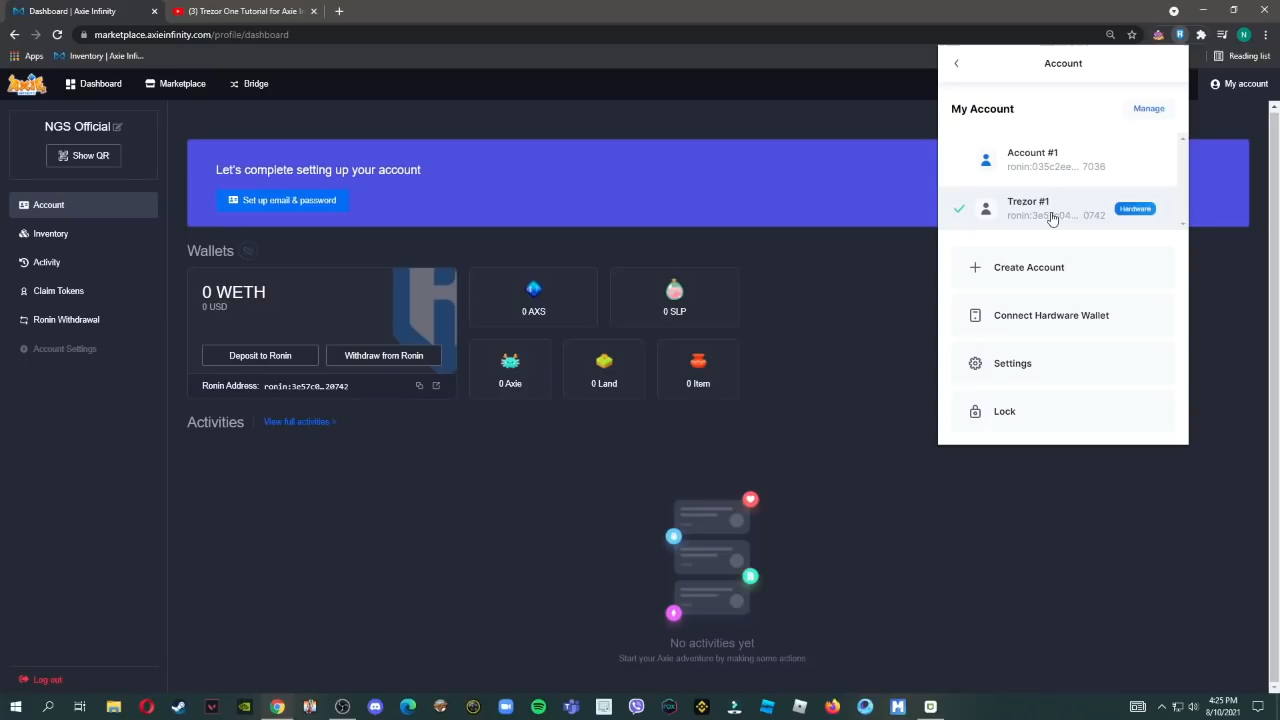 Dashboard | Axie Infinity
(3) Trezor Tutorial One for Axie In
marketplace.axieinfinity.com/profile/dashboard
Apps
Inventory | Axie Infi...
Reading list
Dashboard
Marketplace
Bridge
My account
NGS Official
Show QR
Account
Inventory
Activity
Claim Tokens
Ronin Withdrawal
Account Settings
Log out
Let's complete setting up your account
Set up email & password
Wallets
0 WETH
0 USD
Deposit to Ronin
Withdraw from Ronin
Ronin Address: ronin:3e57c0…20742
0 AXS
0 SLP
0 Axie
0 Land
0 Item
Activities
View full activities >
No activities yet
Start your Axie adventure by making some actions
Account
My Account
Manage
Account #1
ronin:035c2ee... 7036
Trezor #1
0742
Hardware
Create Account
Connect Hardware Wallet
Settings
Lock
4:25 PM
8/10/2021